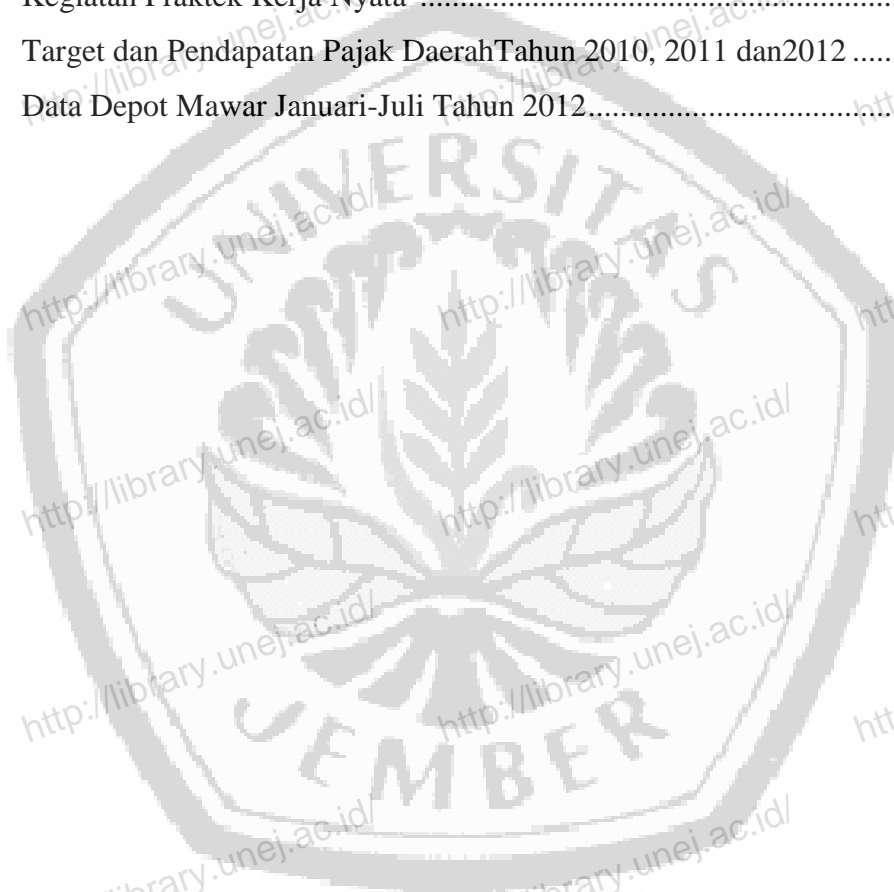 Kegiatan Praktek Kerja Nyata ..........................................................
Target dan Pendapatan Pajak DaerahTahun 2010, 2011 dan2012 .....
Data Depot Mawar Januari-Juli Tahun 2012......................................
UNIVERSITAS
http://library.unej.ac.id/
http://library.unej.ac.id/
http://library.unej.ac.id/
http://library.unej.ac.id/
http://library.unej.ac.id/
http://library.unej.ac.id/
JEMBER